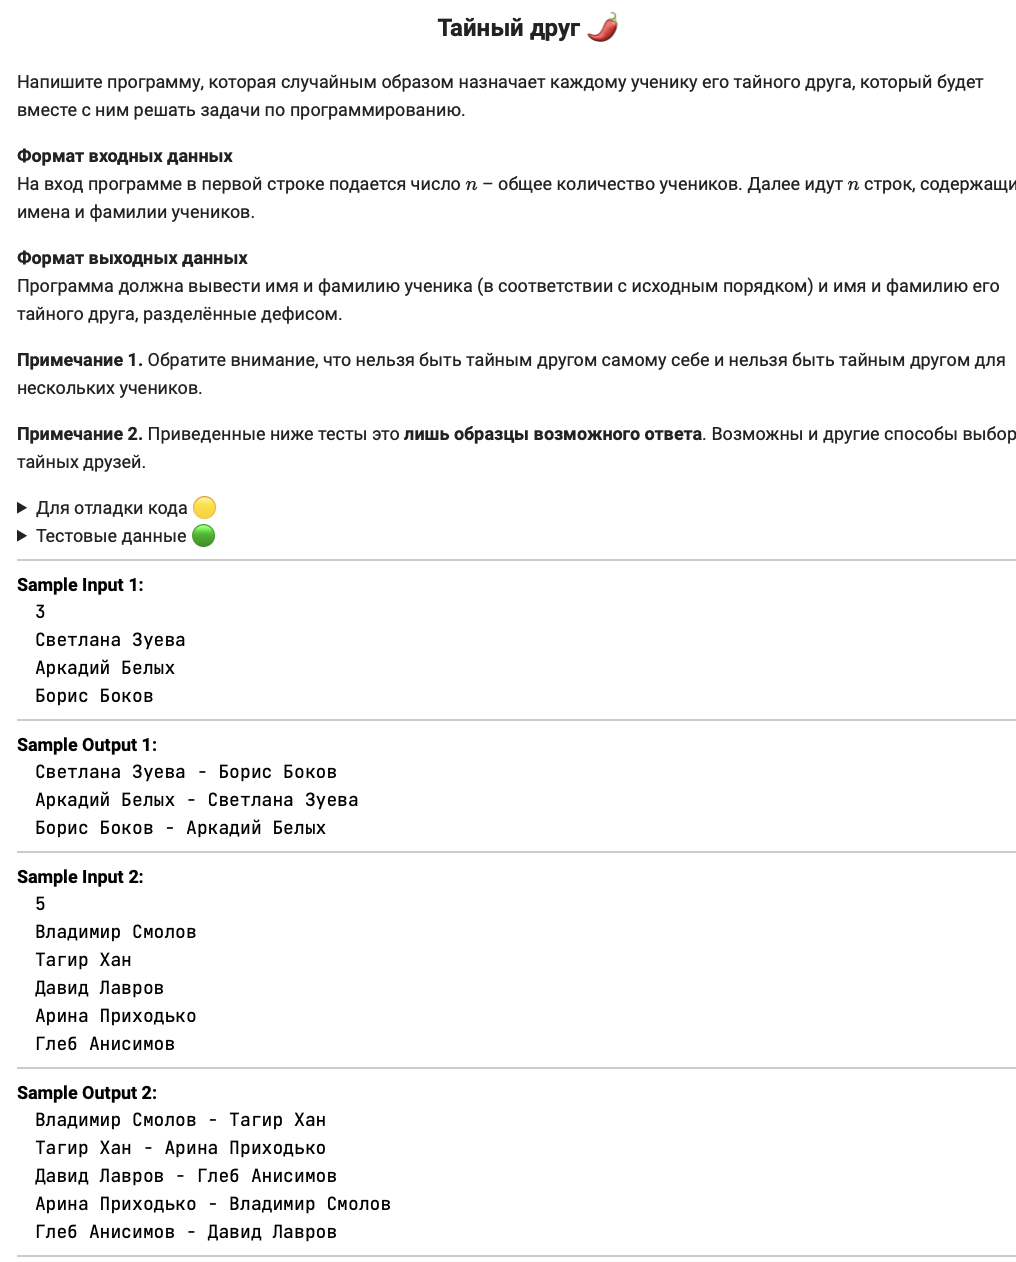 Тайный друг 🌶️
Напишите программу, которая случайным образом назначает каждому ученику его тайного друга, который будет
вместе с ним решать задачи по программированию.
Формат входных данных
На вход программе в первой строке подается число n – общее количество учеников. Далее идут n строк, содержащи
имена и фамилии учеников.
Формат выходных данных
Программа должна вывести имя и фамилию ученика (в соответствии с исходным порядком) и имя и фамилию его
тайного друга, разделённые дефисом.
Примечание 1. Обратите внимание, что нельзя быть тайным другом самому себе и нельзя быть тайным другом для
нескольких учеников.
Примечание 2. Приведенные ниже тесты это лишь образцы возможного ответа. Возможны и другие способы выбор
тайных друзей.
Для отладки кода 🟡
Тестовые данные 🟢
Sample Input 1:
3
Светлана Зуева
Аркадий Белых
Борис Боков
Sample Output 1:
Светлана Зуева - Борис Боков
Аркадий Белых - Светлана Зуева
Борис Боков - Аркадий Белых
Sample Input 2:
5
Владимир Смолов
Тагир Хан
Давид Лавров
Арина Приходько
Глеб Анисимов
Sample Output 2:
Владимир Смолов - Тагир Хан
Тагир Хан - Арина Приходько
Давид Лавров - Глеб Анисимов
Арина Приходько - Владимир Смолов
Глеб Анисимов - Давид Лавров